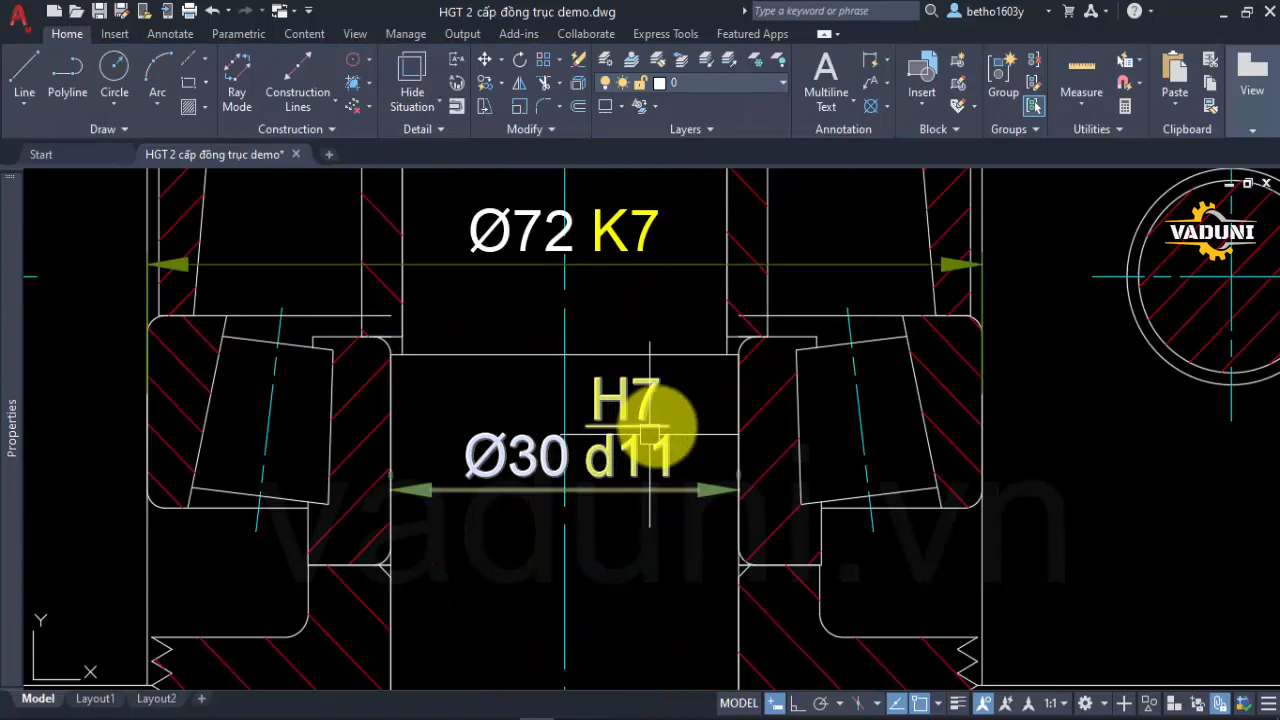 HGT 2 cấp đồng trục demo.dwg
Type a keyword or phrase
betho1603y
Home Insert Annotate Parametric Content View Manage Output Add-ins Collaborate Express Tools Featured Apps
Line Polyline Circle Arc Ray Mode Construction Lines Hide Situation 0 Multiline Text Insert Group Measure Paste View
Draw Construction Detail Modify Layers Annotation Block Groups Utilities Clipboard
Start HGT 2 cấp đồng trục demo*
Ø72 K7
VADUNI
H7
Ø30 d11
vaduni.vn
Properties
Y
X
Model Layout1 Layout2
MODEL 1:1